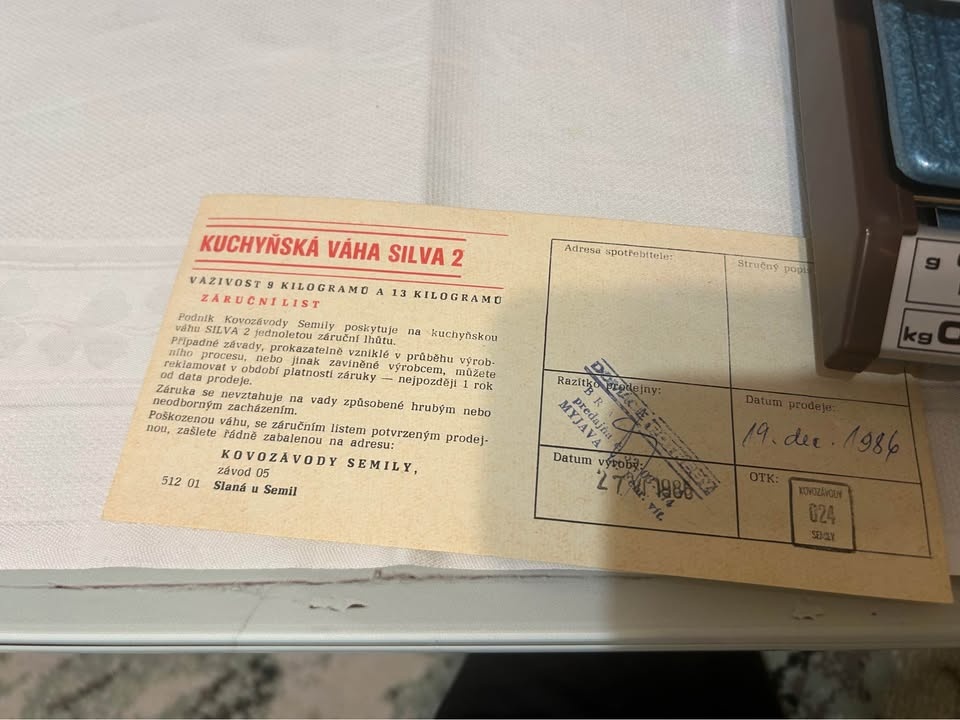 KUCHYŇSKÁ VÁHA SILVA 2
VÁŽIVOST 9 KILOGRAMŮ A 13 KILOGRAMŮ
ZÁRUČNÍ LIST
Podnik Kovozávody Semily poskytuje na kuchyňskou
váhu SILVA 2 jednoletou záruční lhůtu.
Případné závady, prokazatelně vzniklé v průběhu výrob-
ního procesu, nebo jinak zaviněné výrobcem, můžete
reklamovat v období platnosti záruky — nejpozději 1 rok
od data prodeje.
Záruka se nevztahuje na vady způsobené hrubým nebo
neodborným zacházením.
Poškozenou váhu, se záručním listem potvrzeným prodej-
nou, zašlete řádně zabalenou na adresu:
KOVOZÁVODY SEMILY,
závod 05
512 01 Slaná u Semil
Adresa spotřebitele:
Stručný popis
Razítko prodejny:
predajňa
MYJAVA
Datum prodeje:
19. dec. 1986
Datum výroby:
27 1986
OTK:
KOVOZÁVODY
024
SEMILY
g
kg 0